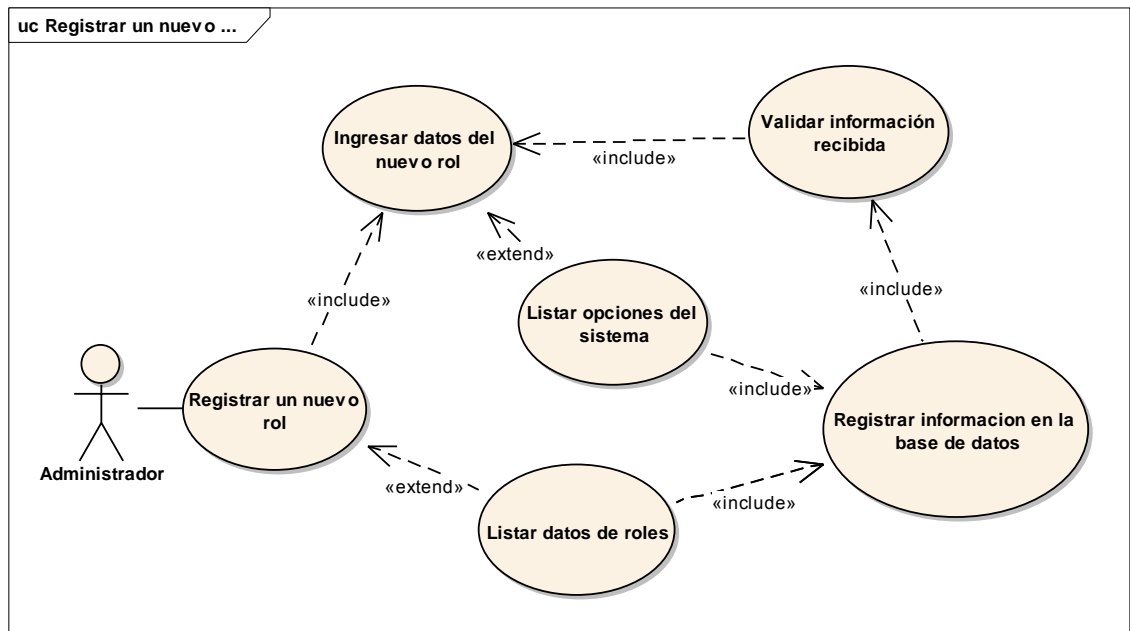 uc Registrar un nuevo ...
Ingresar datos del
nuevo rol
Validar información
recibida
«include»
«extend»
«include»
«include»
Listar opciones del
sistema
«include»
Registrar un nuevo
rol
Registrar informacion en la
base de datos
Administrador
«extend»
«include»
Listar datos de roles